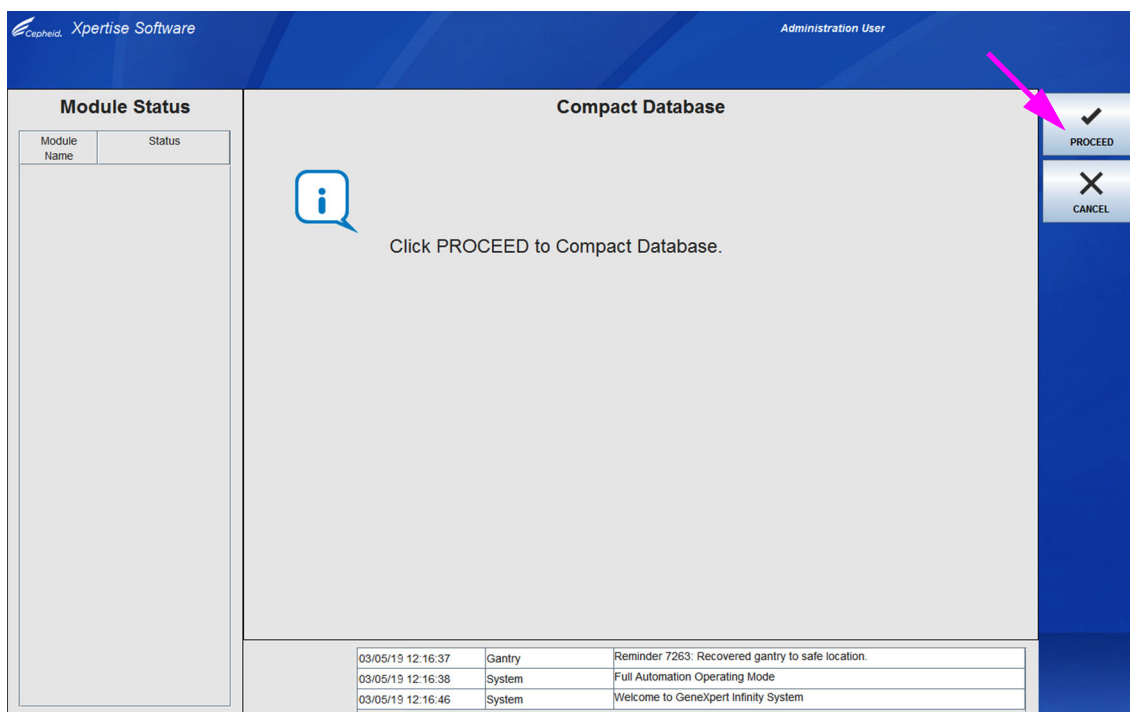 Cepheid. Xpertise Software
Administration User
Module Status
Module Name
Status
Compact Database
PROCEED
CANCEL
i
Click PROCEED to Compact Database.
03/05/19 12:16:37 Gantry Reminder 7263: Recovered gantry to safe location.
03/05/19 12:16:38 System Full Automation Operating Mode
03/05/19 12:16:46 System Welcome to GeneXpert Infinity System